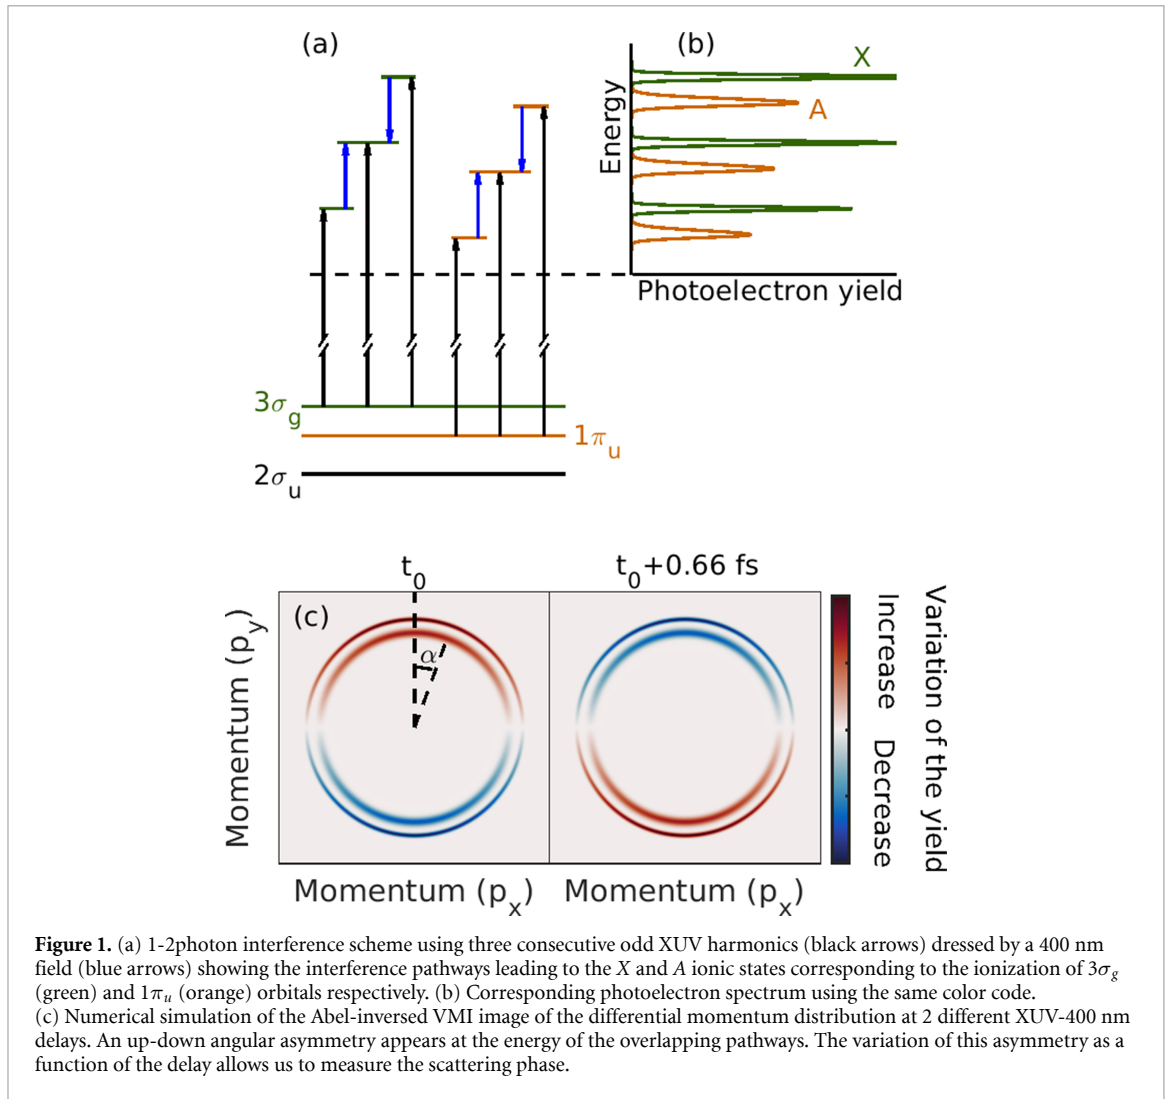 (a)
(b)
X
A
Energy
Photoelectron yield
3σg
1πu
2σu
t0
t0+0.66 fs
(c)
α
Momentum (py)
Momentum (px)
Momentum (px)
Increase
Decrease
Variation of the yield
Figure 1. (a) 1-2photon interference scheme using three consecutive odd XUV harmonics (black arrows) dressed by a 400 nm
field (blue arrows) showing the interference pathways leading to the X and A ionic states corresponding to the ionization of 3σg
(green) and 1πu (orange) orbitals respectively. (b) Corresponding photoelectron spectrum using the same color code.
(c) Numerical simulation of the Abel-inversed VMI image of the differential momentum distribution at 2 different XUV-400 nm
delays. An up-down angular asymmetry appears at the energy of the overlapping pathways. The variation of this asymmetry as a
function of the delay allows us to measure the scattering phase.